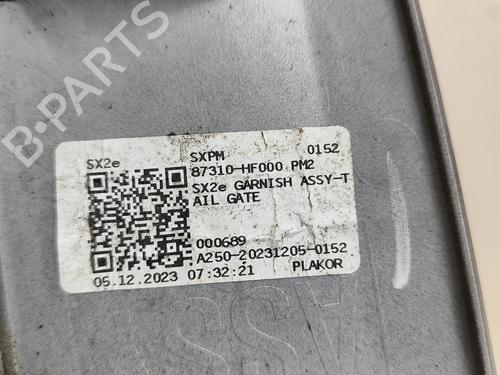 B-PARTS
SX2e
SXPM 0152
87310-HF000 PM2
SX2e GARNISH ASSY-T
AIL GATE
000689
A250-20231205-0152
05.12.2023 07:32:21 PLAKOR